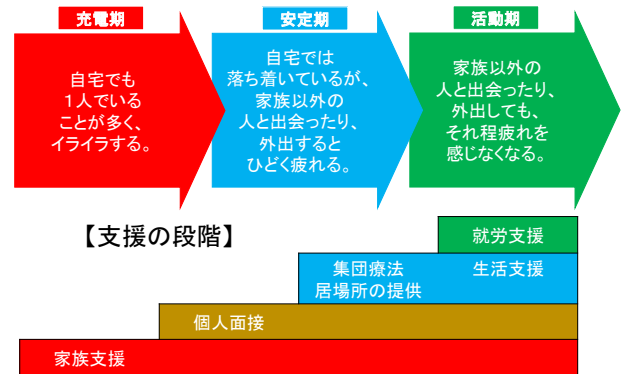 充電期
安定期
活動期
自宅でも
１人でいる
ことが多く、
イライラする。
自宅では
落ち着いているが、
家族以外の
人と出会ったり、
外出すると
ひどく疲れる。
家族以外の
人と出会ったり、
外出しても、
それ程疲れを
感じなくなる。
【支援の段階】
就労支援
集団療法
居場所の提供
生活支援
個人面接
家族支援